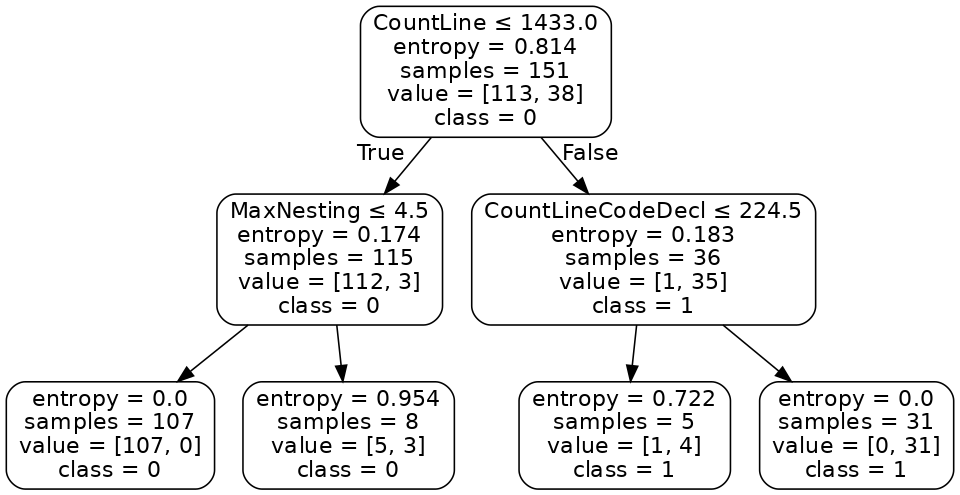 CountLine ≤ 1433.0
entropy = 0.814
samples = 151
value = [113, 38]
class = 0
True
False
MaxNesting ≤ 4.5
entropy = 0.174
samples = 115
value = [112, 3]
class = 0
CountLineCodeDecl ≤ 224.5
entropy = 0.183
samples = 36
value = [1, 35]
class = 1
entropy = 0.0
samples = 107
value = [107, 0]
class = 0
entropy = 0.954
samples = 8
value = [5, 3]
class = 0
entropy = 0.722
samples = 5
value = [1, 4]
class = 1
entropy = 0.0
samples = 31
value = [0, 31]
class = 1